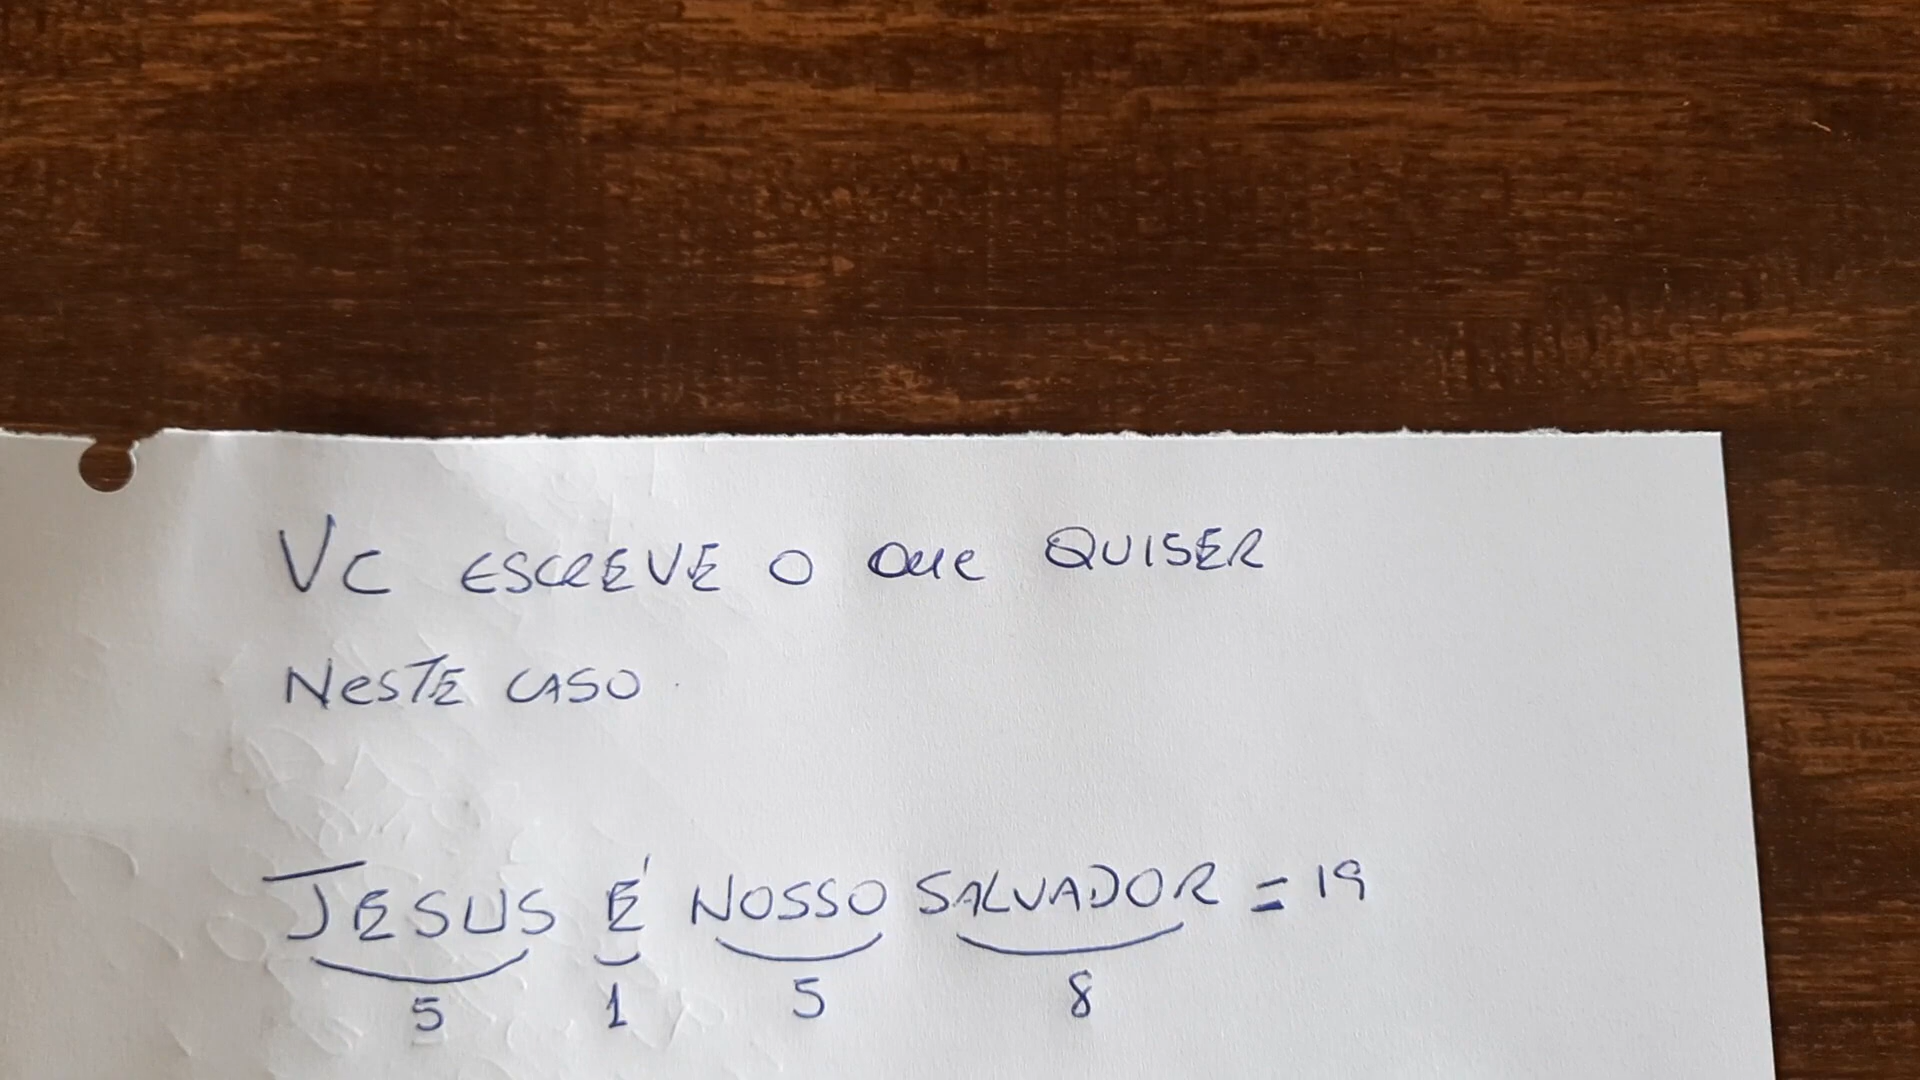 VC ESCREVE O QUE QUISER
NESTE CASO
JESUS É NOSSO SALVADOR = 19
5 1 5 8